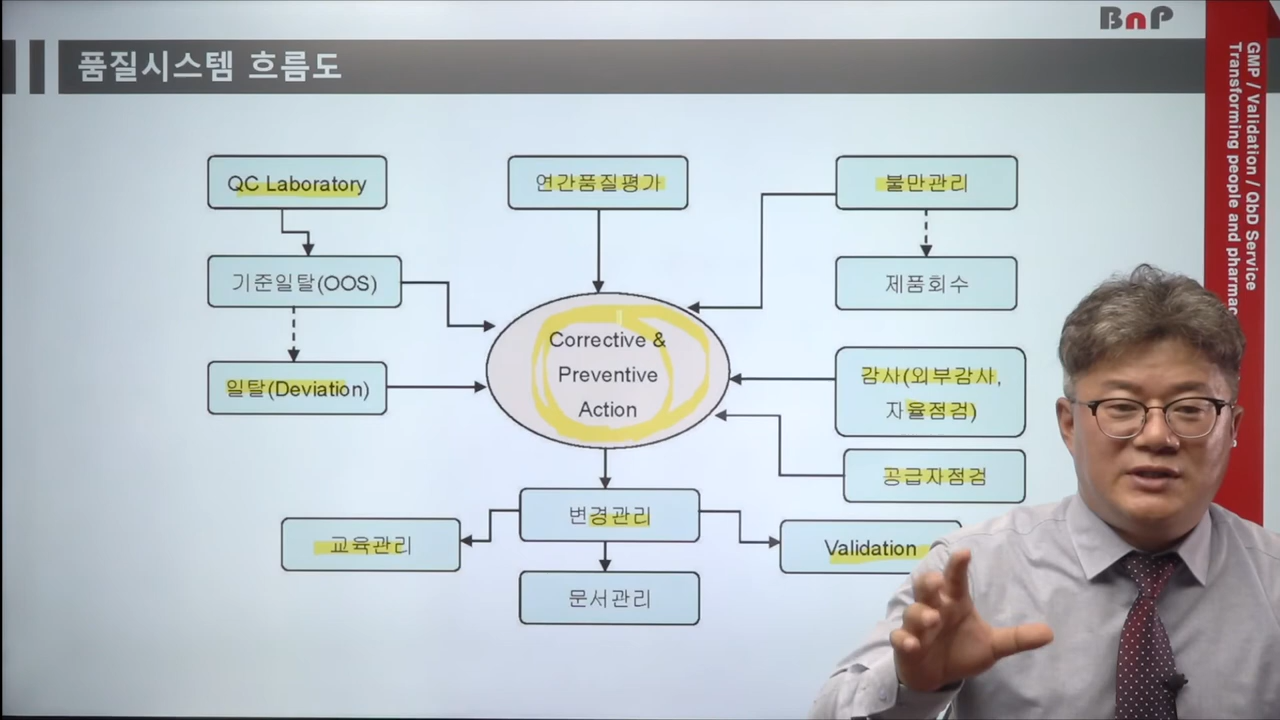 BnP
품질시스템 흐름도
GMP / Validation / QbD Service
Transforming people and pharmac
QC Laboratory
연간품질평가
불만관리
기준일탈(OOS)
제품회수
Corrective &
Preventive
Action
일탈(Deviation)
감사(외부감사,
자율점검)
공급자점검
변경관리
교육관리
Validation
문서관리